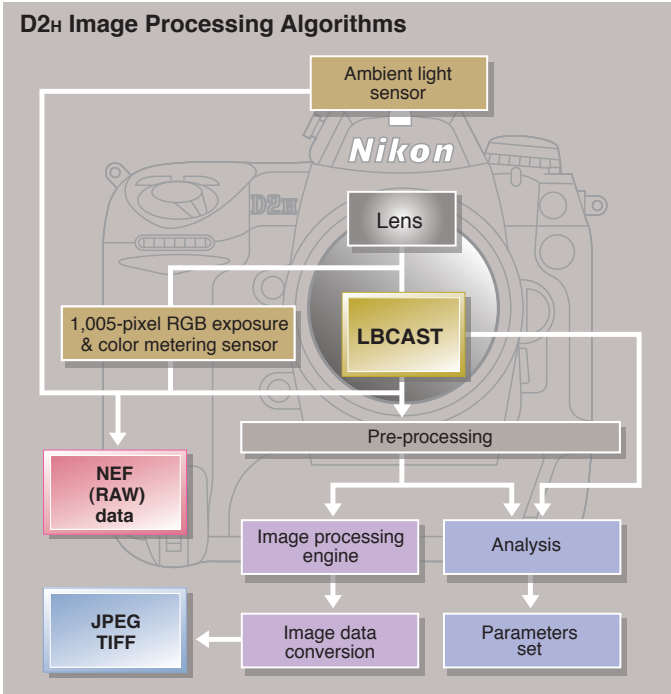 D2H Image Processing Algorithms
Ambient light
sensor
Nikon
D2H
Lens
1,005-pixel RGB exposure
& color metering sensor
LBCAST
Pre-processing
NEF
(RAW)
data
Image processing
engine
Analysis
JPEG
TIFF
Image data
conversion
Parameters
set